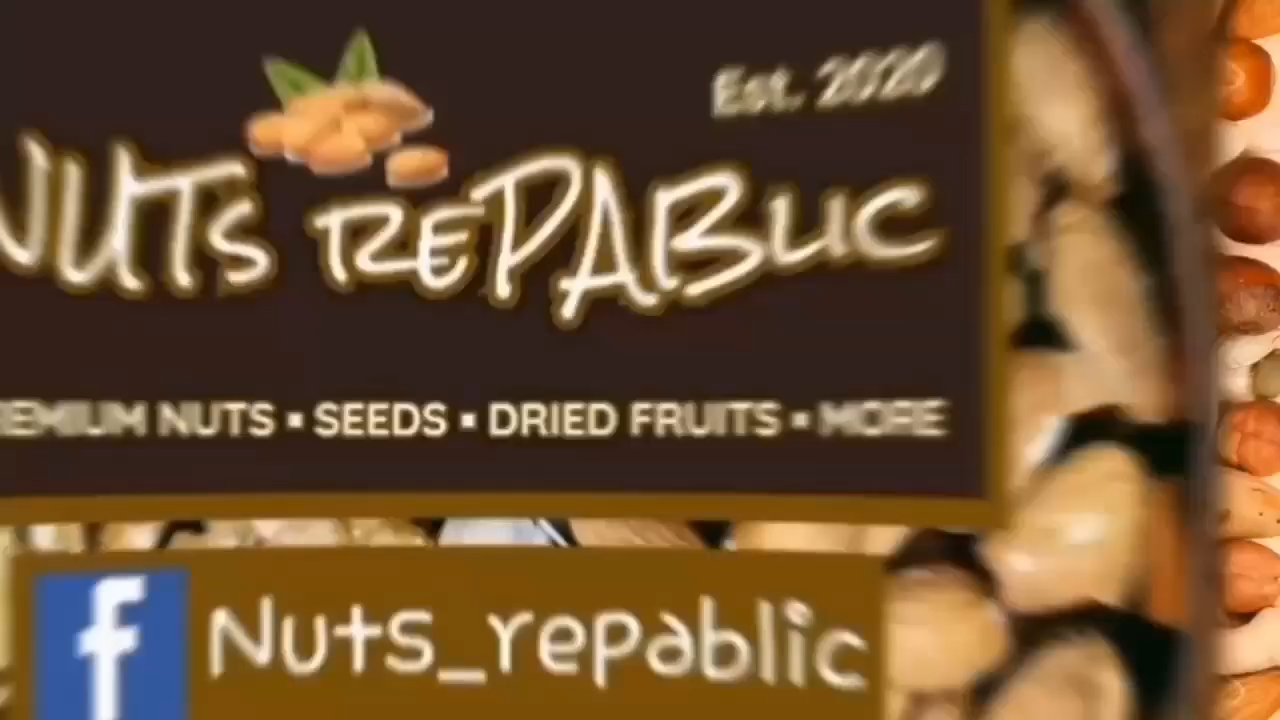 Est. 2020
NUTS REPABLIC
PREMIUM NUTS ▪ SEEDS ▪ DRIED FRUITS ▪ MORE
f Nuts_repablic